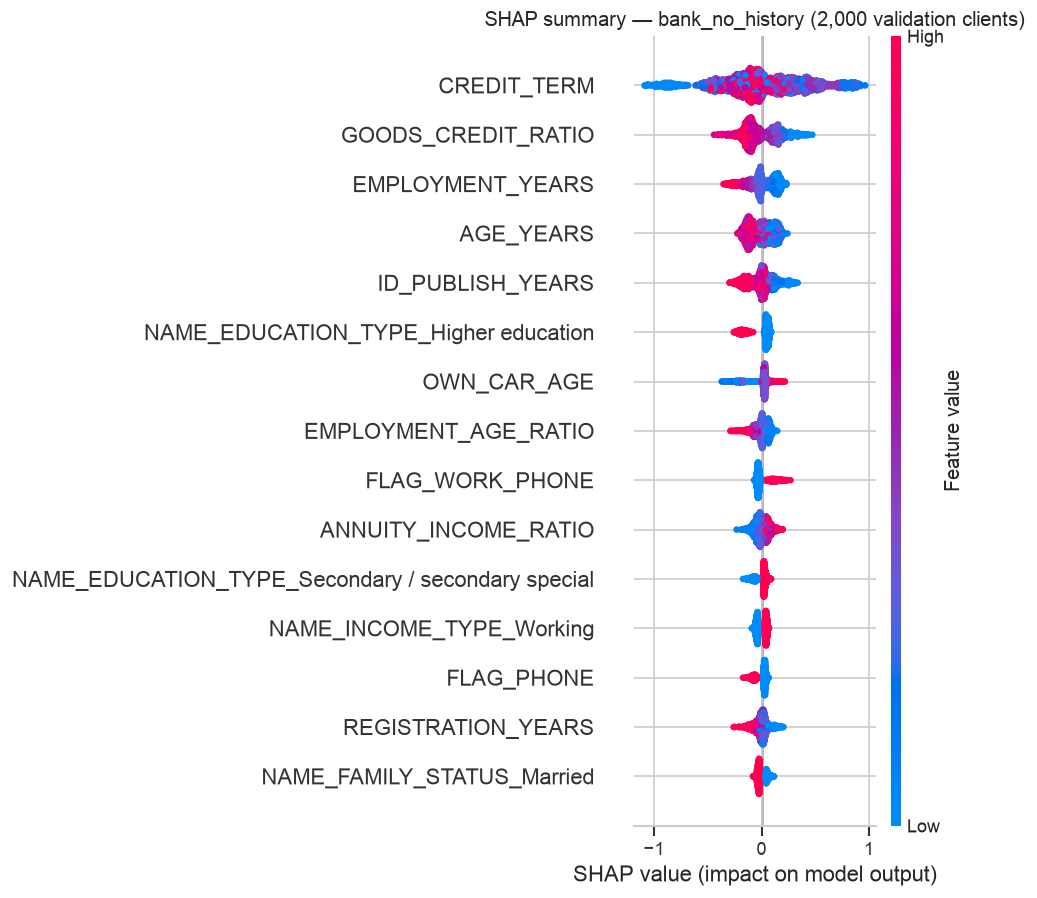 SHAP summary — bank_no_history (2,000 validation clients)
High
CREDIT_TERM
GOODS_CREDIT_RATIO
EMPLOYMENT_YEARS
AGE_YEARS
ID_PUBLISH_YEARS
NAME_EDUCATION_TYPE_Higher education
OWN_CAR_AGE
EMPLOYMENT_AGE_RATIO
FLAG_WORK_PHONE
ANNUITY_INCOME_RATIO
NAME_EDUCATION_TYPE_Secondary / secondary special
NAME_INCOME_TYPE_Working
FLAG_PHONE
REGISTRATION_YEARS
NAME_FAMILY_STATUS_Married
Feature value
Low
−1 0 1
SHAP value (impact on model output)